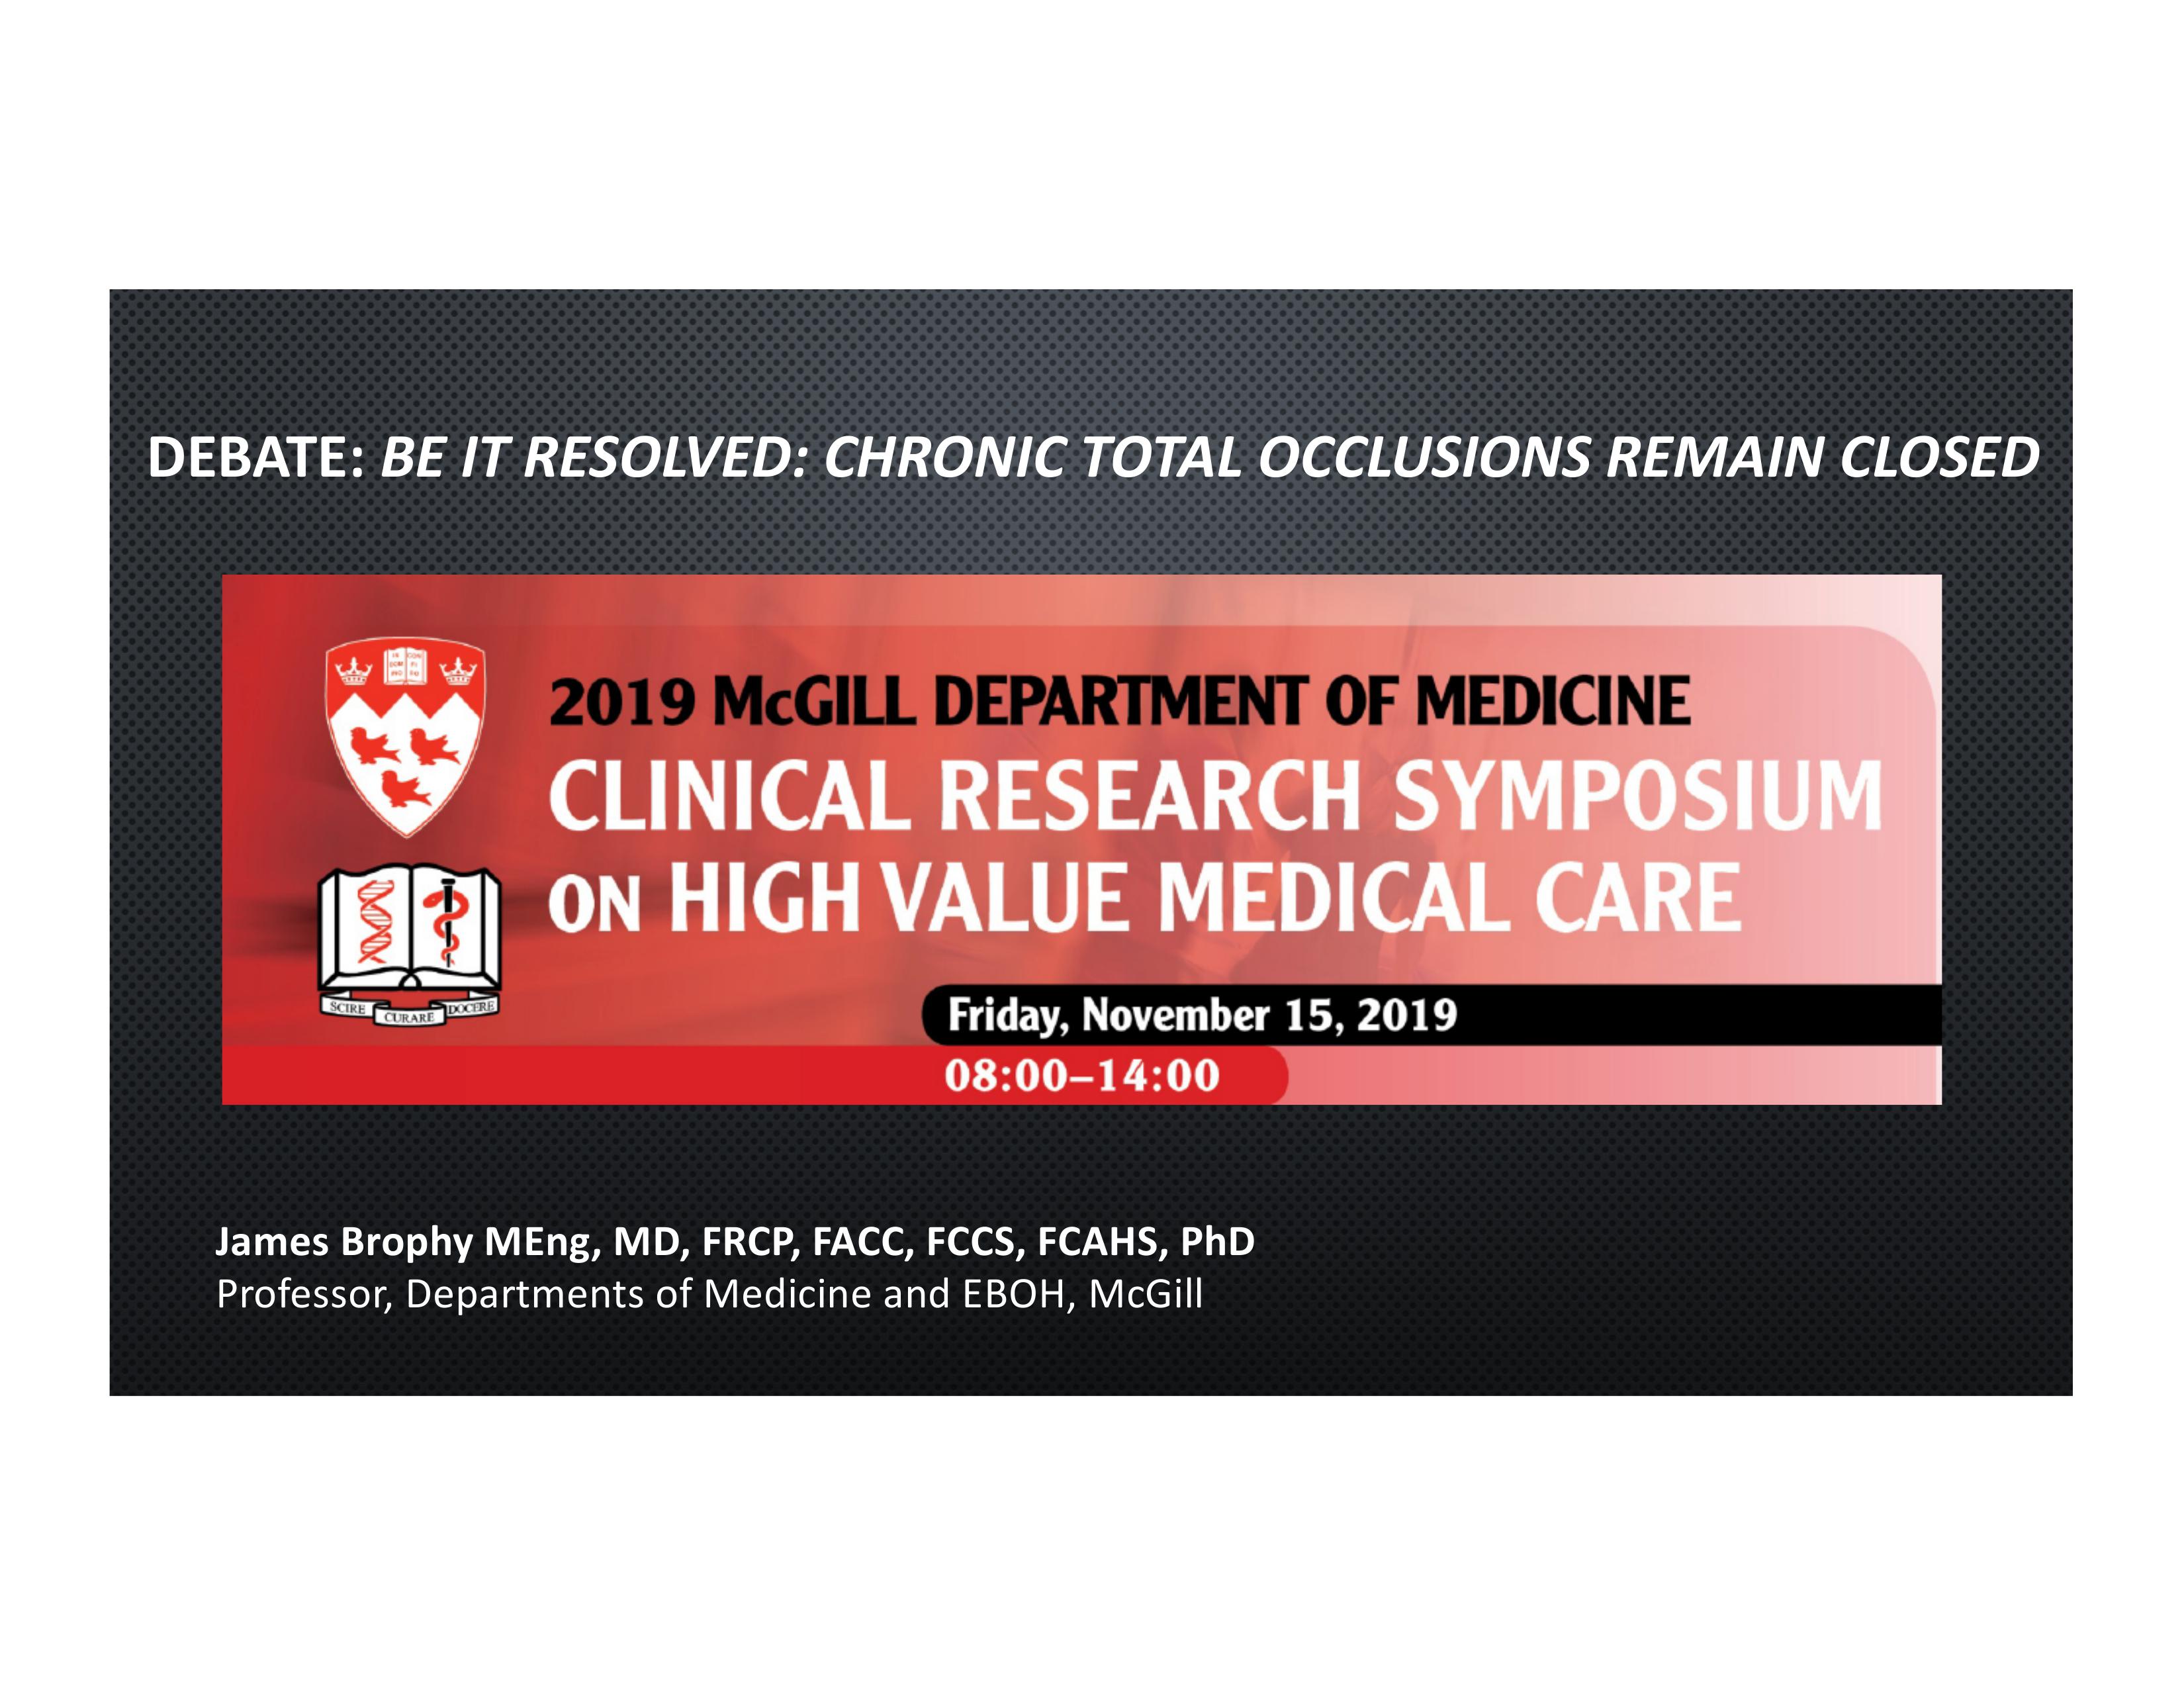 DEBATE: BE IT RESOLVED: CHRONIC TOTAL OCCLUSIONS REMAIN CLOSED
2019 McGILL DEPARTMENT OF MEDICINE
CLINICAL RESEARCH SYMPOSIUM
ON HIGH VALUE MEDICAL CARE
SCIRE CURARE DOCERE
Friday, November 15, 2019
08:00–14:00
James Brophy MEng, MD, FRCP, FACC, FCCS, FCAHS, PhD
Professor, Departments of Medicine and EBOH, McGill